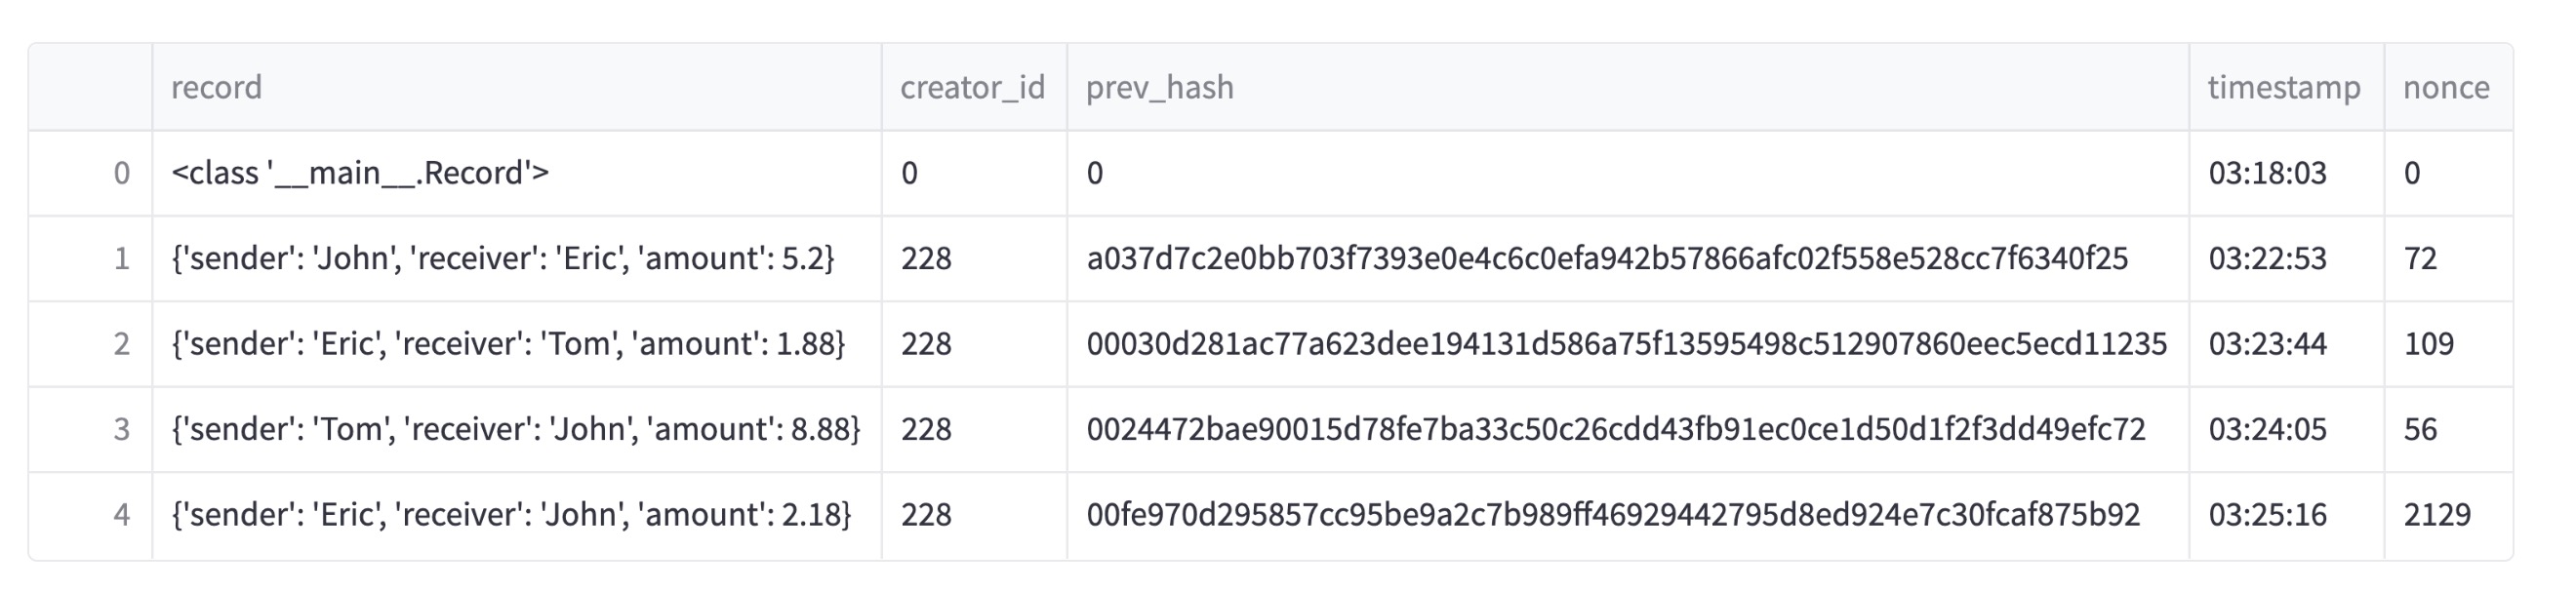 record creator_id prev_hash timestamp nonce
0 <class '__main__.Record'> 0 0 03:18:03 0
1 {'sender': 'John', 'receiver': 'Eric', 'amount': 5.2} 228 a037d7c2e0bb703f7393e0e4c6c0efa942b57866afc02f558e528cc7f6340f25 03:22:53 72
2 {'sender': 'Eric', 'receiver': 'Tom', 'amount': 1.88} 228 00030d281ac77a623dee194131d586a75f13595498c512907860eec5ecd11235 03:23:44 109
3 {'sender': 'Tom', 'receiver': 'John', 'amount': 8.88} 228 0024472bae90015d78fe7ba33c50c26cdd43fb91ec0ce1d50d1f2f3dd49efc72 03:24:05 56
4 {'sender': 'Eric', 'receiver': 'John', 'amount': 2.18} 228 00fe970d295857cc95be9a2c7b989ff46929442795d8ed924e7c30fcaf875b92 03:25:16 2129